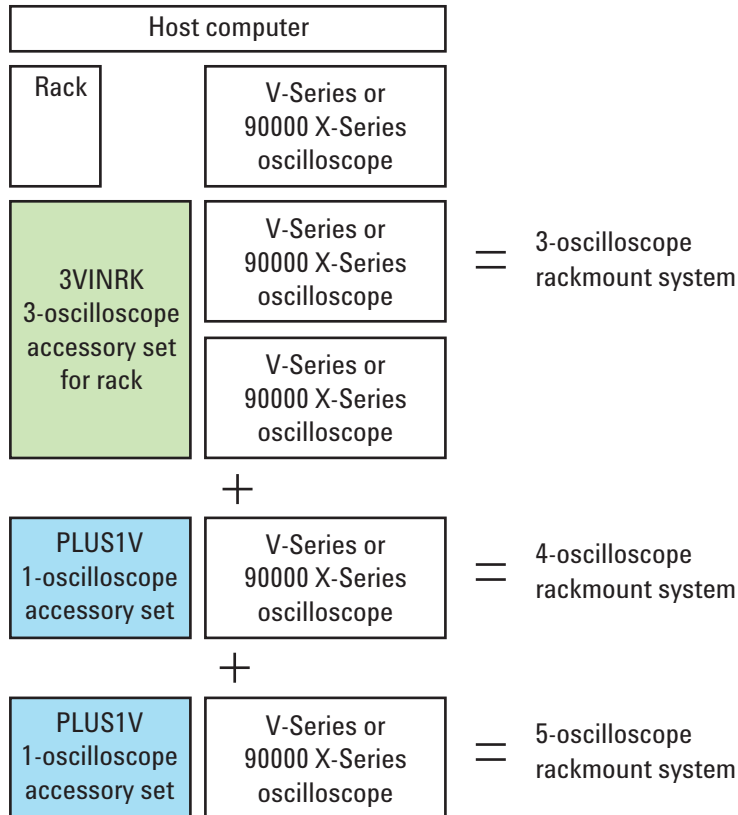 Host computer
Rack
V-Series or
90000 X-Series
oscilloscope
3VINRK
3-oscilloscope
accessory set
for rack
V-Series or
90000 X-Series
oscilloscope
=
3-oscilloscope
rackmount system
V-Series or
90000 X-Series
oscilloscope
+
PLUS1V
1-oscilloscope
accessory set
V-Series or
90000 X-Series
oscilloscope
=
4-oscilloscope
rackmount system
+
PLUS1V
1-oscilloscope
accessory set
V-Series or
90000 X-Series
oscilloscope
=
5-oscilloscope
rackmount system